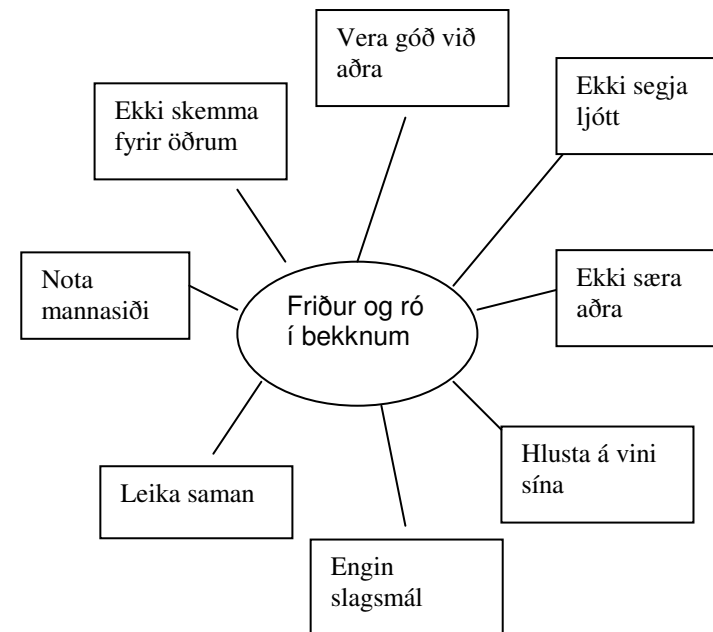 Vera góð við
aðra
Ekki segja
ljótt
Ekki skemma
fyrir öðrum
Nota
mannasiði
Friður og ró
í bekknum
Ekki særa
aðra
Hlusta á vini
sína
Leika saman
Engin
slagsmál